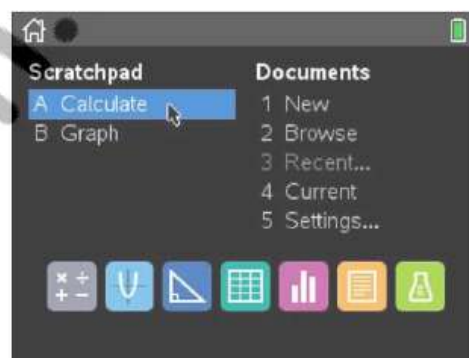 Scratchpad
A Calculate
B Graph
Documents
1 New
2 Browse
3 Recent...
4 Current
5 Settings...